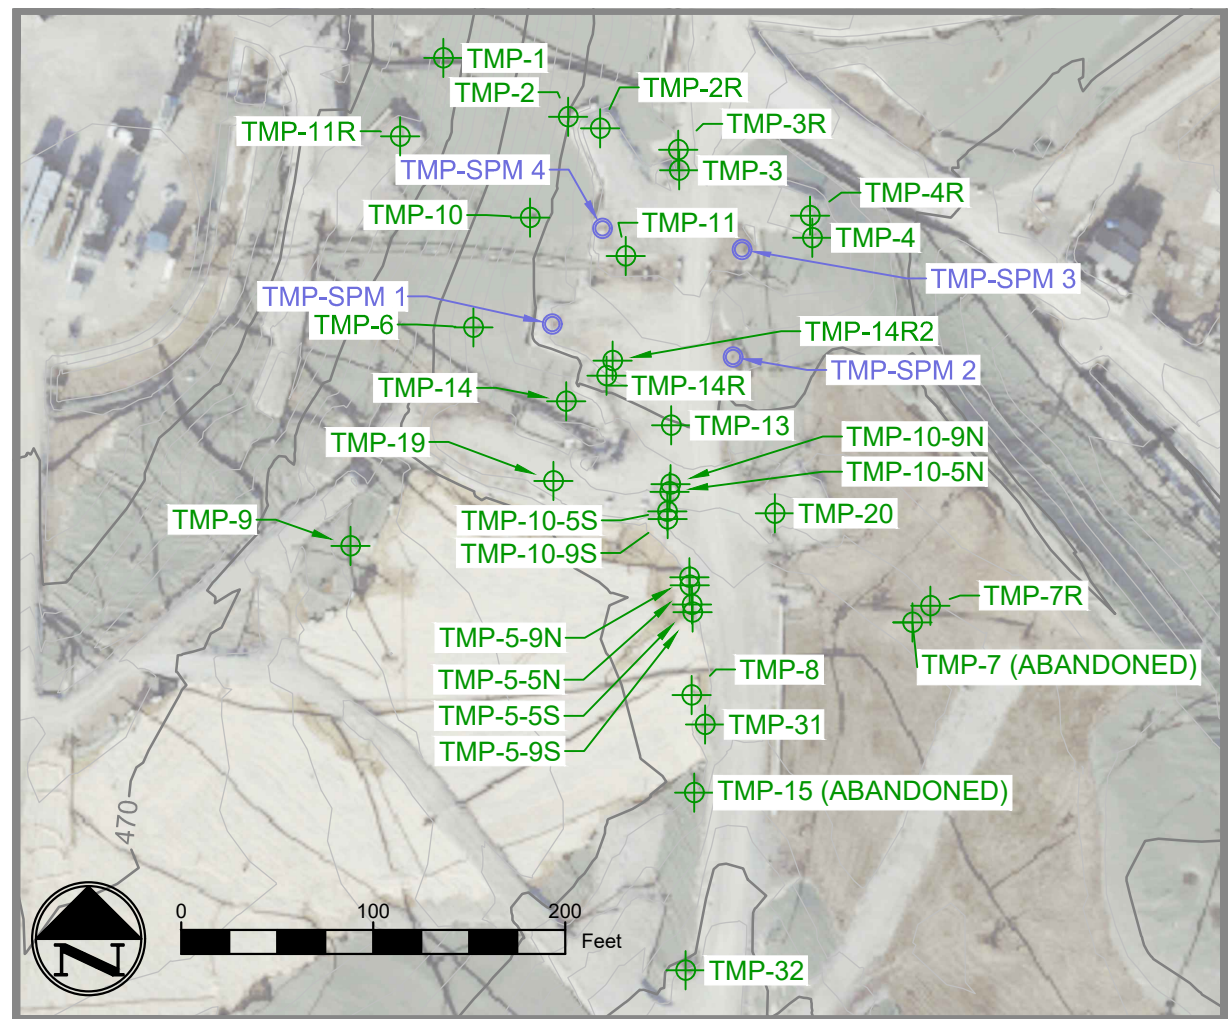 TMP-1
TMP-2
TMP-2R
TMP-11R
TMP-3R
TMP-SPM 4
TMP-3
TMP-4R
TMP-10
TMP-11
TMP-4
TMP-SPM 3
TMP-SPM 1
TMP-6
TMP-14R2
TMP-SPM 2
TMP-14
TMP-14R
TMP-13
TMP-19
TMP-10-9N
TMP-10-5N
TMP-9
TMP-10-5S
TMP-20
TMP-10-9S
TMP-7R
TMP-5-9N
TMP-7 (ABANDONED)
TMP-5-5N
TMP-8
TMP-5-5S
TMP-31
TMP-5-9S
TMP-15 (ABANDONED)
470
0 100 200
Feet
N
TMP-32